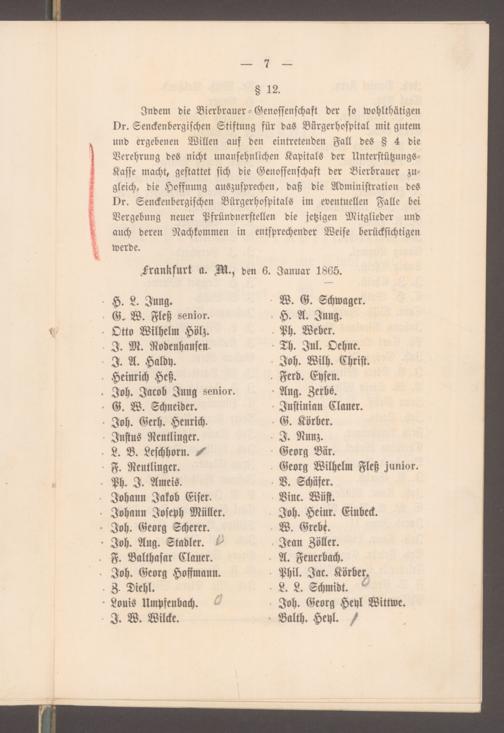 — 7 —
§ 12.
Indem die Bierbrauer-Genossenschaft der so wohlthätigen
Dr. Senckenbergischen Stiftung für das Bürgerhospital mit gutem
und ergebenen Willen auf den eintretenden Fall des § 4 die
Verehrung des nicht unansehnlichen Kapitals der Unterstützungs-
Kasse macht, gestattet sich die Genossenschaft der Bierbrauer zu-
gleich, die Hoffnung auszusprechen, daß die Administration des
Dr. Senckenbergischen Bürgerhospitals im eventuellen Falle bei
Vergebung neuer Pfründnerstellen die jetzigen Mitglieder und
auch deren Nachkommen in entsprechender Weise berücksichtigen
werde.
Frankfurt a. M., den 6. Januar 1865.
H. L. Jung.
G. W. Fleß senior.
Otto Wilhelm Hölz.
J. M. Rodenhausen.
J. A. Haldy.
Heinrich Heß.
Joh. Jacob Jung senior.
G. W. Schneider.
Joh. Gerh. Henrich.
Justus Reutlinger.
L. B. Leschhorn.
F. Reutlinger.
Ph. J. Ameis.
Johann Jakob Eiser.
Johann Joseph Müller.
Joh. Georg Scherer.
Joh. Aug. Stadler.
F. Balthasar Clauer.
Joh. Georg Hoffmann.
Z. Diehl.
Louis Umpfenbach.
J. W. Wilcke.
W. G. Schwager.
H. A. Jung.
Ph. Weber.
Th. Jul. Oehne.
Joh. Wilh. Christ.
Ferd. Eysen.
Aug. Zerbs.
Justinian Clauer.
G. Körber.
J. Nunz.
Georg Bär.
Georg Wilhelm Fleß junior.
V. Schäfer.
Vinc. Wüst.
Joh. Heinr. Einbeck.
W. Grebe.
Jean Zöller.
A. Feuerbach.
Phil. Jac. Körber.
L. L. Schmidt.
Joh. Georg Heyl Wittwe.
Balth. Heyl.